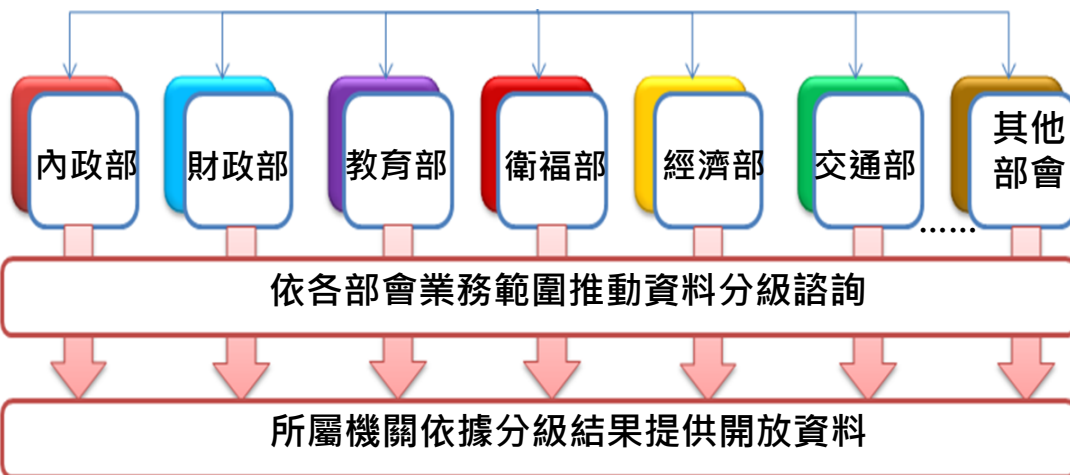 內政部
財政部
教育部
衛福部
經濟部
交通部
......
其他
部會
依各部會業務範圍推動資料分級諮詢
所屬機關依據分級結果提供開放資料